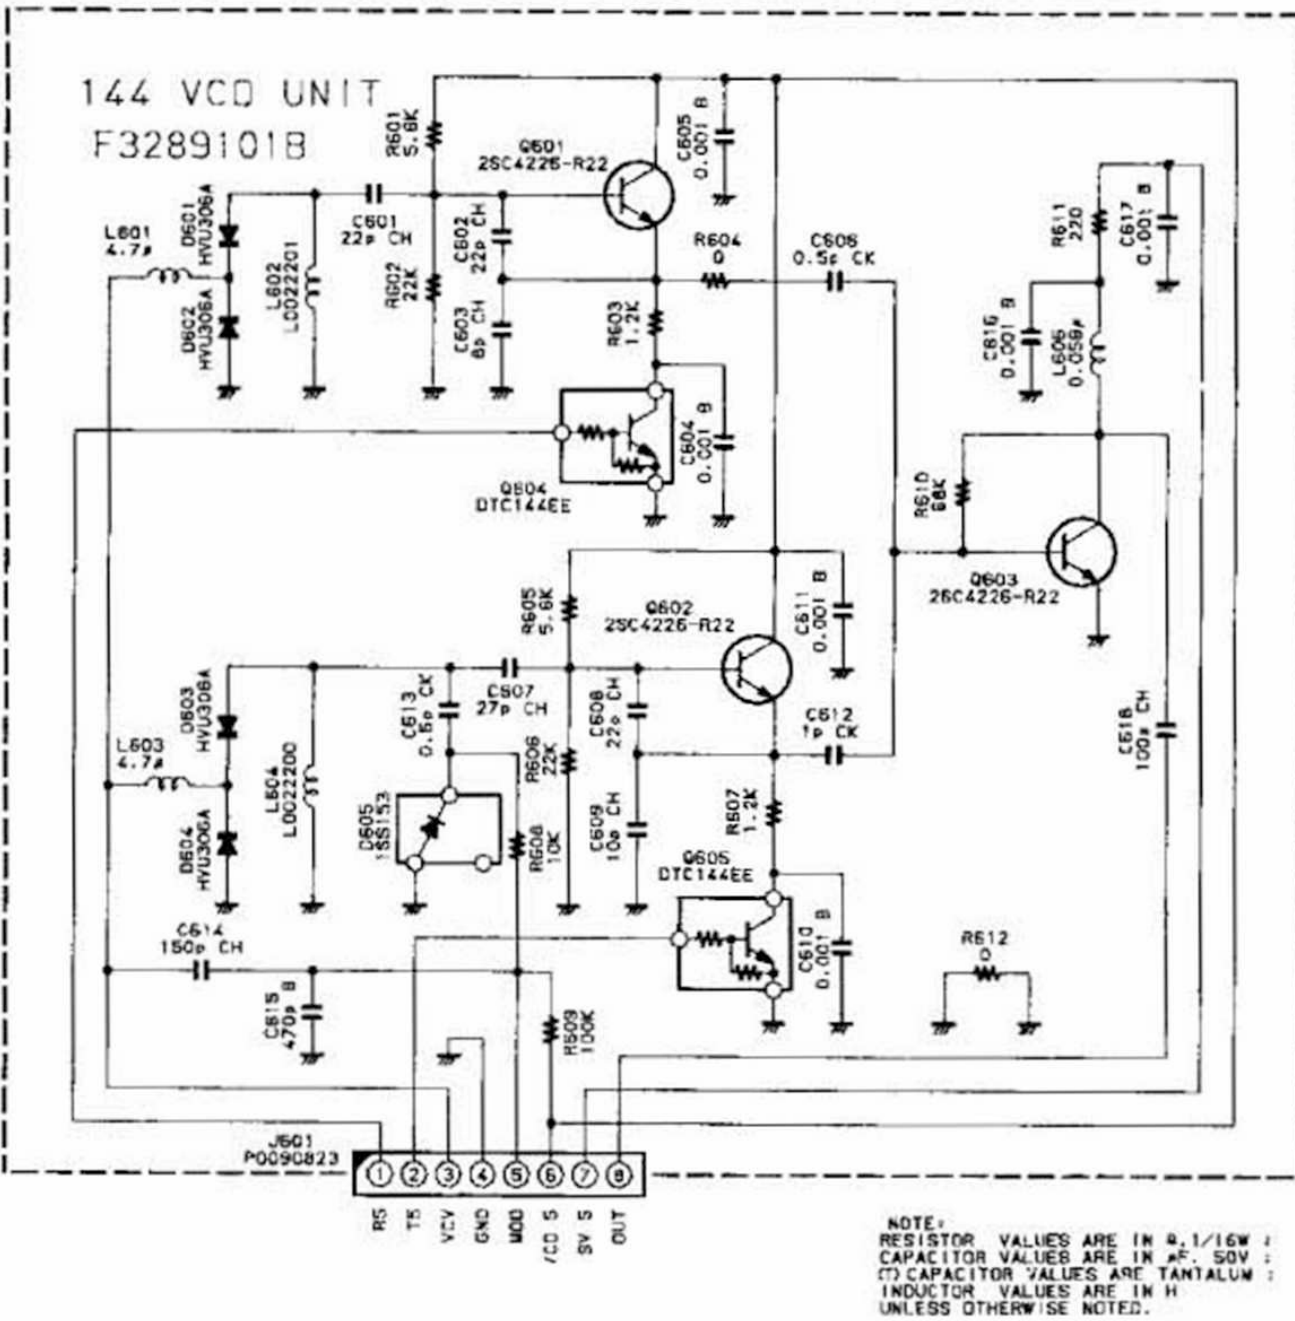 144 VCO UNIT
F3289101B
R601
5.6K
Q601
2SC4226-R22
C605
0.001 B
L601
4.7μ
D601
HVU306A
D602
HVU306A
L602
L0022201
C601
22p CH
R602
22K
C602
22p CH
C603
8p CH
R603
1.2K
R604
0
C606
0.5p CK
R611
220
C617
0.001 B
C616
0.001 B
L606
0.056μ
Q604
DTC144EE
C604
0.001 B
R610
68K
Q603
2SC4226-R22
R605
5.6K
Q602
2SC4226-R22
C611
0.001 B
D603
HVU306A
L603
4.7μ
D604
HVU306A
L604
L0022200
C613
0.5p CK
C607
27p CH
R606
22K
C608
22p CH
C609
10p CH
C612
1p CK
C618
100p CH
D605
1SS153
R608
10K
R607
1.2K
Q605
DTC144EE
C610
0.001 B
C614
150p CH
C615
470p B
R609
100K
R612
0
J601
P0090823
1 2 3 4 5 6 7 8
R5
T5
VCV
GND
MOD
VCO 5
5V 5
OUT
NOTE:
RESISTOR VALUES ARE IN Ω, 1/16W ;
CAPACITOR VALUES ARE IN μF, 50V ;
(T) CAPACITOR VALUES ARE TANTALUM ;
INDUCTOR VALUES ARE IN H
UNLESS OTHERWISE NOTED.